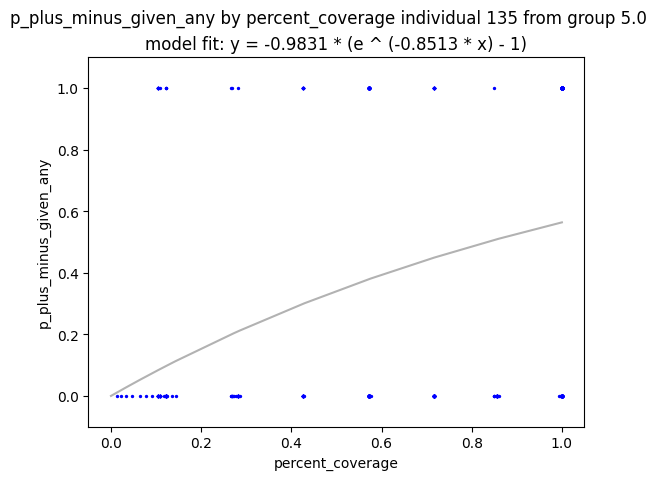 p_plus_minus_given_any by percent_coverage individual 135 from group 5.0
model fit: y = -0.9831 * (e ^ (-0.8513 * x) - 1)
1.0
0.8
0.6
0.4
0.2
0.0
p_plus_minus_given_any
0.0 0.2 0.4 0.6 0.8 1.0
percent_coverage